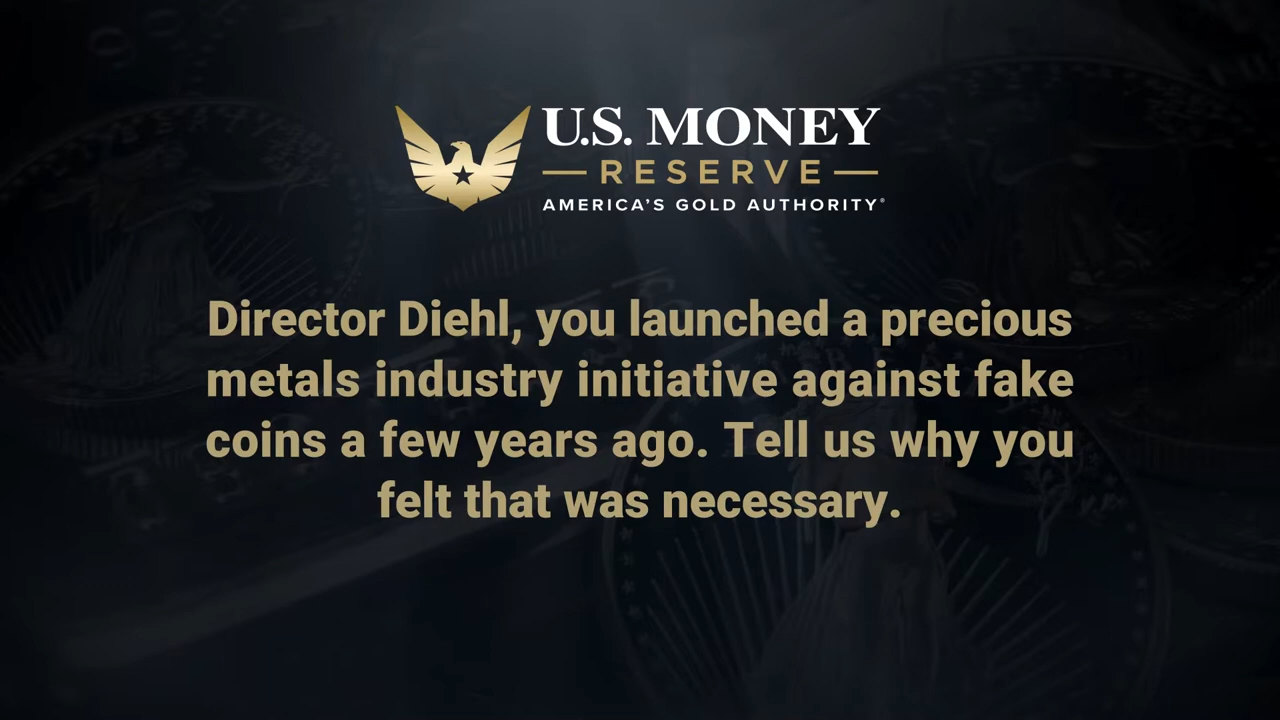 U.S. MONEY
RESERVE
AMERICA'S GOLD AUTHORITY®
Director Diehl, you launched a precious
metals industry initiative against fake
coins a few years ago. Tell us why you
felt that was necessary.